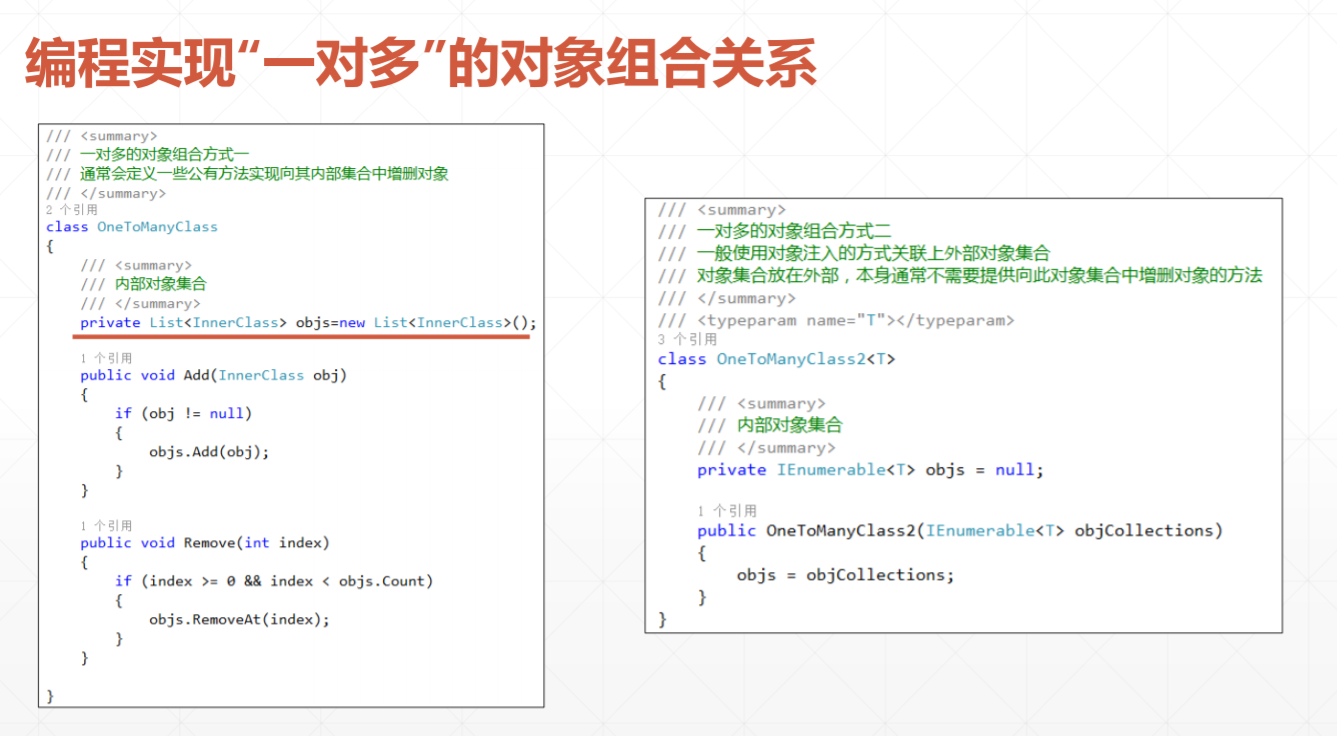 编程实现“一对多”的对象组合关系
/// <summary>
/// 一对多的对象组合方式一
/// 通常会定义一些公有方法实现向其内部集合中增删对象
/// </summary>
2 个引用
class OneToManyClass
{
/// <summary>
/// 内部对象集合
/// </summary>
private List<InnerClass> objs=new List<InnerClass>();
1 个引用
public void Add(InnerClass obj)
{
if (obj != null)
{
objs.Add(obj);
}
}
1 个引用
public void Remove(int index)
{
if (index >= 0 && index < objs.Count)
{
objs.RemoveAt(index);
}
}
}
/// <summary>
/// 一对多的对象组合方式二
/// 一般使用对象注入的方式关联上外部对象集合
/// 对象集合放在外部，本身通常不需要提供向此对象集合中增删对象的方法
/// </summary>
/// <typeparam name="T"></typeparam>
3 个引用
class OneToManyClass2<T>
{
/// <summary>
/// 内部对象集合
/// </summary>
private IEnumerable<T> objs = null;
1 个引用
public OneToManyClass2(IEnumerable<T> objCollections)
{
objs = objCollections;
}
}